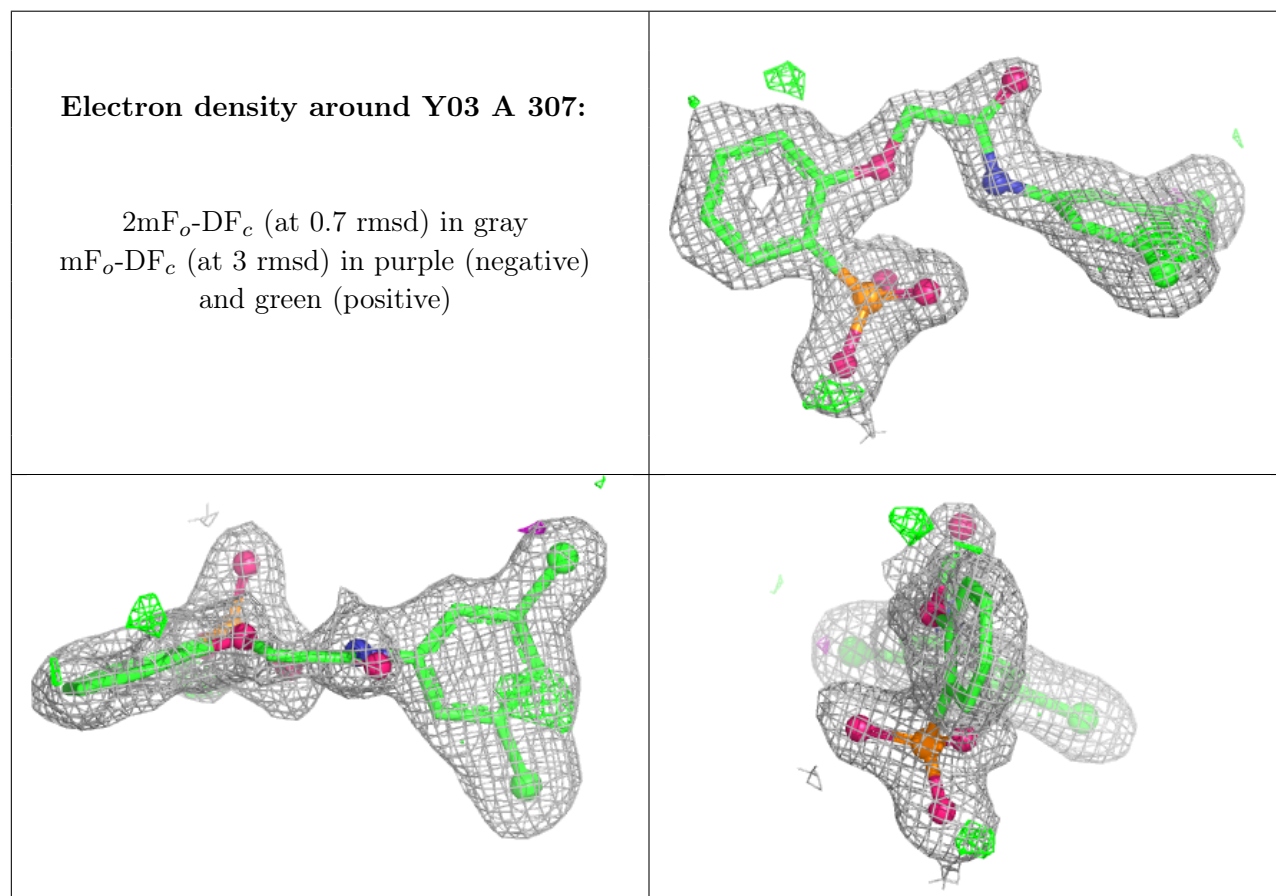 Electron density around Y03 A 307:
2mFo-DFc (at 0.7 rmsd) in gray
mFo-DFc (at 3 rmsd) in purple (negative)
and green (positive)